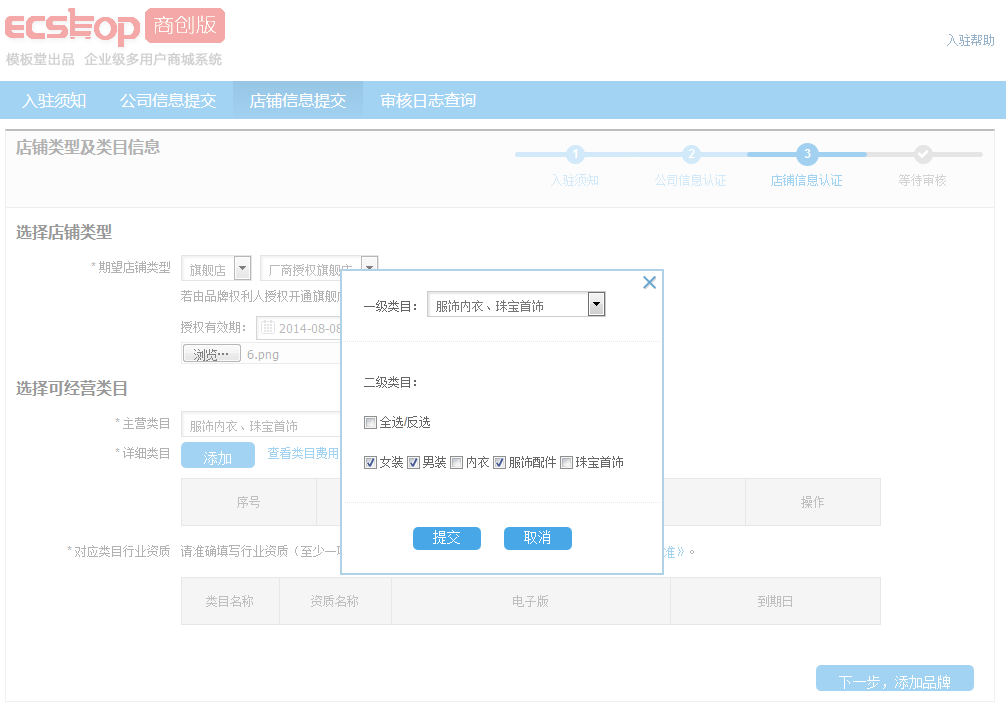 ECShop 商创版
模板堂出品 企业级多用户商城系统
入驻帮助
入驻须知 公司信息提交 店铺信息提交 审核日志查询
店铺类型及类目信息
1 2 3
入驻须知 公司信息认证 店铺信息认证 等待审核
选择店铺类型
*期望店铺类型 旗舰店 厂商授权旗舰店
若由品牌权利人授权开通旗舰
授权有效期： 2014-08-08
浏览… 6.png
选择可经营类目
*主营类目 服饰内衣、珠宝首饰
*详细类目 添加 查看类目费用
序号 操作
*对应类目行业资质 请准确填写行业资质（至少一 准》。
类目名称 资质名称 电子版 到期日
下一步，添加品牌
一级类目： 服饰内衣、珠宝首饰
二级类目：
全选/反选
女装 男装 内衣 服饰配件 珠宝首饰
提交 取消